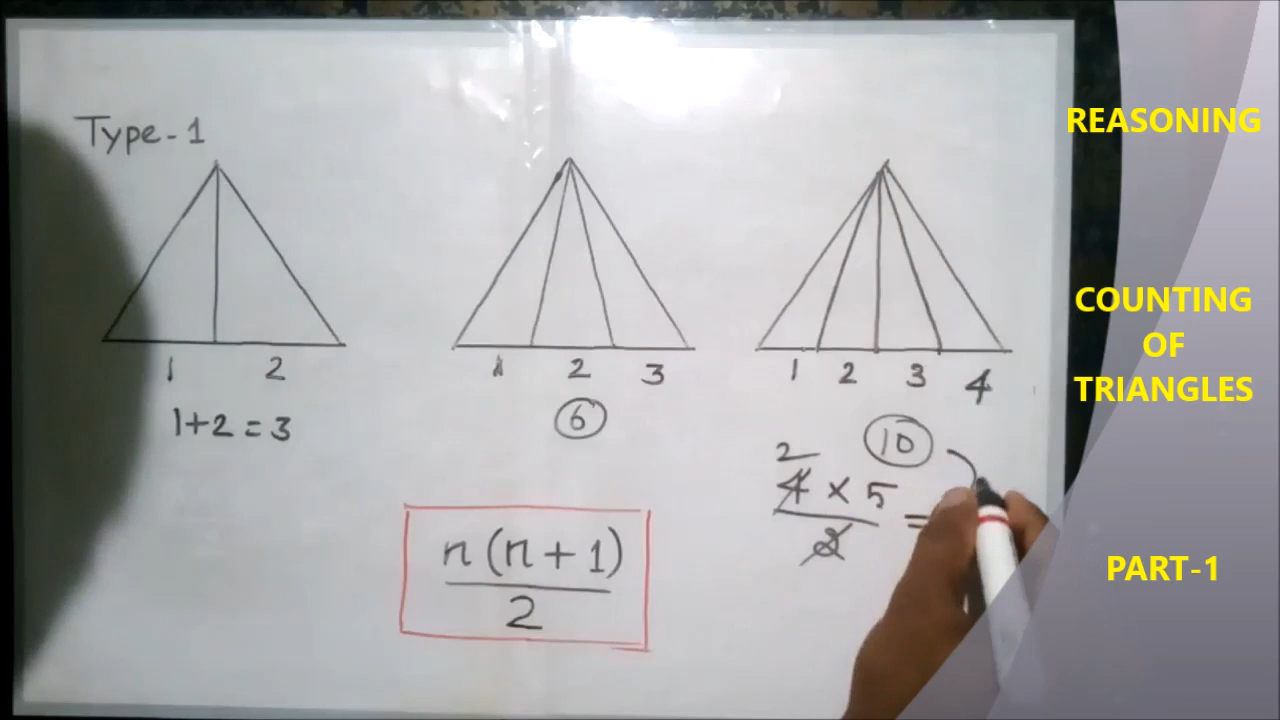 Type-1
1 2
1+2=3
1 2 3
6
1 2 3 4
10
2
4 × 5 =
2
n(n+1)
2
REASONING
COUNTING
OF
TRIANGLES
PART-1